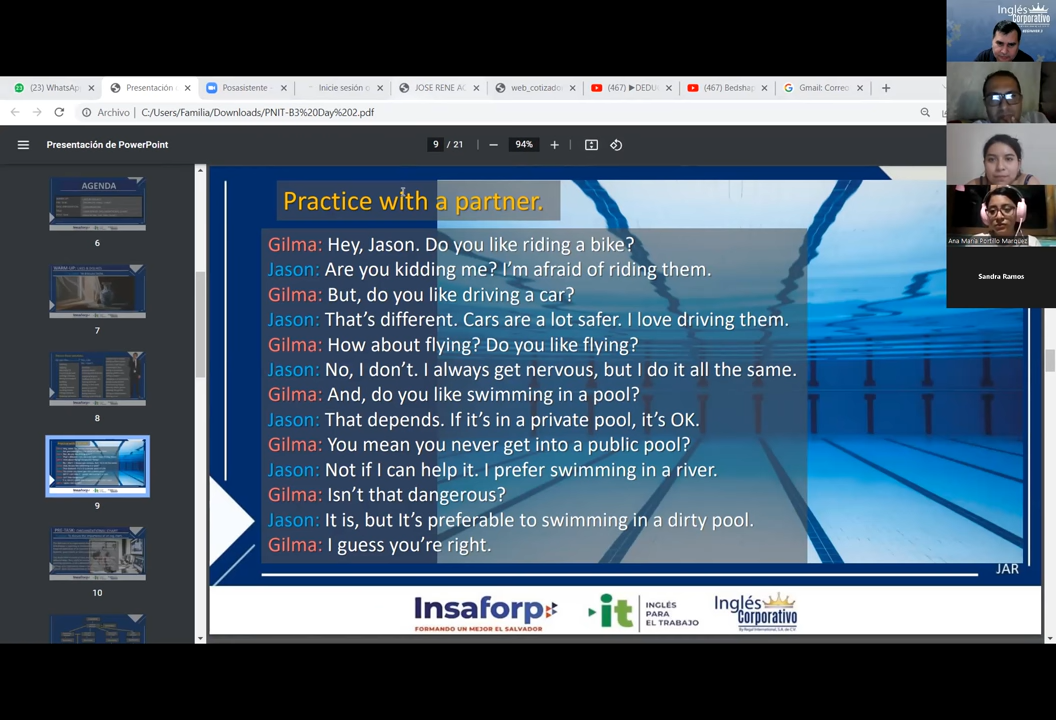 (23) WhatsAp
Presentación
Posasistente -
Inicie sesión o
JOSE RENE AC
web_cotizado
(467) ▶DEDU
(467) Bedshap
Gmail: Correo
Archivo
C:/Users/Familia/Downloads/PNIT-B3%20Day%202.pdf
Presentación de PowerPoint
9 / 21
94%
AGENDA
6
7
8
9
10
Practice with a partner.
Gilma: Hey, Jason. Do you like riding a bike?
Jason: Are you kidding me? I'm afraid of riding them.
Gilma: But, do you like driving a car?
Jason: That's different. Cars are a lot safer. I love driving them.
Gilma: How about flying? Do you like flying?
Jason: No, I don't. I always get nervous, but I do it all the same.
Gilma: And, do you like swimming in a pool?
Jason: That depends. If it's in a private pool, it's OK.
Gilma: You mean you never get into a public pool?
Jason: Not if I can help it. I prefer swimming in a river.
Gilma: Isn't that dangerous?
Jason: It is, but It's preferable to swimming in a dirty pool.
Gilma: I guess you're right.
JAR
Insaforp
FORMANDO UN MEJOR EL SALVADOR
it
INGLÉS
PARA
EL TRABAJO
Inglés
Corporativo
Inglés
Corporativo
Ana Maria Portillo Marquez
Sandra Ramos